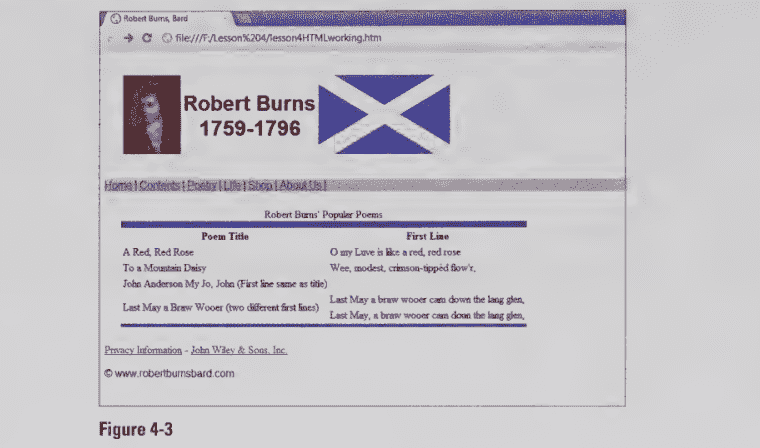 Robert Burns, Bard
file:///F:/Lesson%204/lesson4HTMLworking.htm
Robert Burns
1759-1796
Home | Contents | Poetry | Life | Shop | About Us |
Robert Burns' Popular Poems
Poem Title First Line
A Red, Red Rose O my Luve is like a red, red rose
To a Mountain Daisy Wee, modest, crimson-tippèd flow'r,
John Anderson My Jo, John (First line same as title)
Last May a Braw Wooer (two different first lines) Last May a braw wooer cam down the lang glen,
Last May, a braw wooer cam doun the lang glen,
Privacy Information - John Wiley & Sons, Inc.
© www.robertburnsbard.com
Figure 4-3